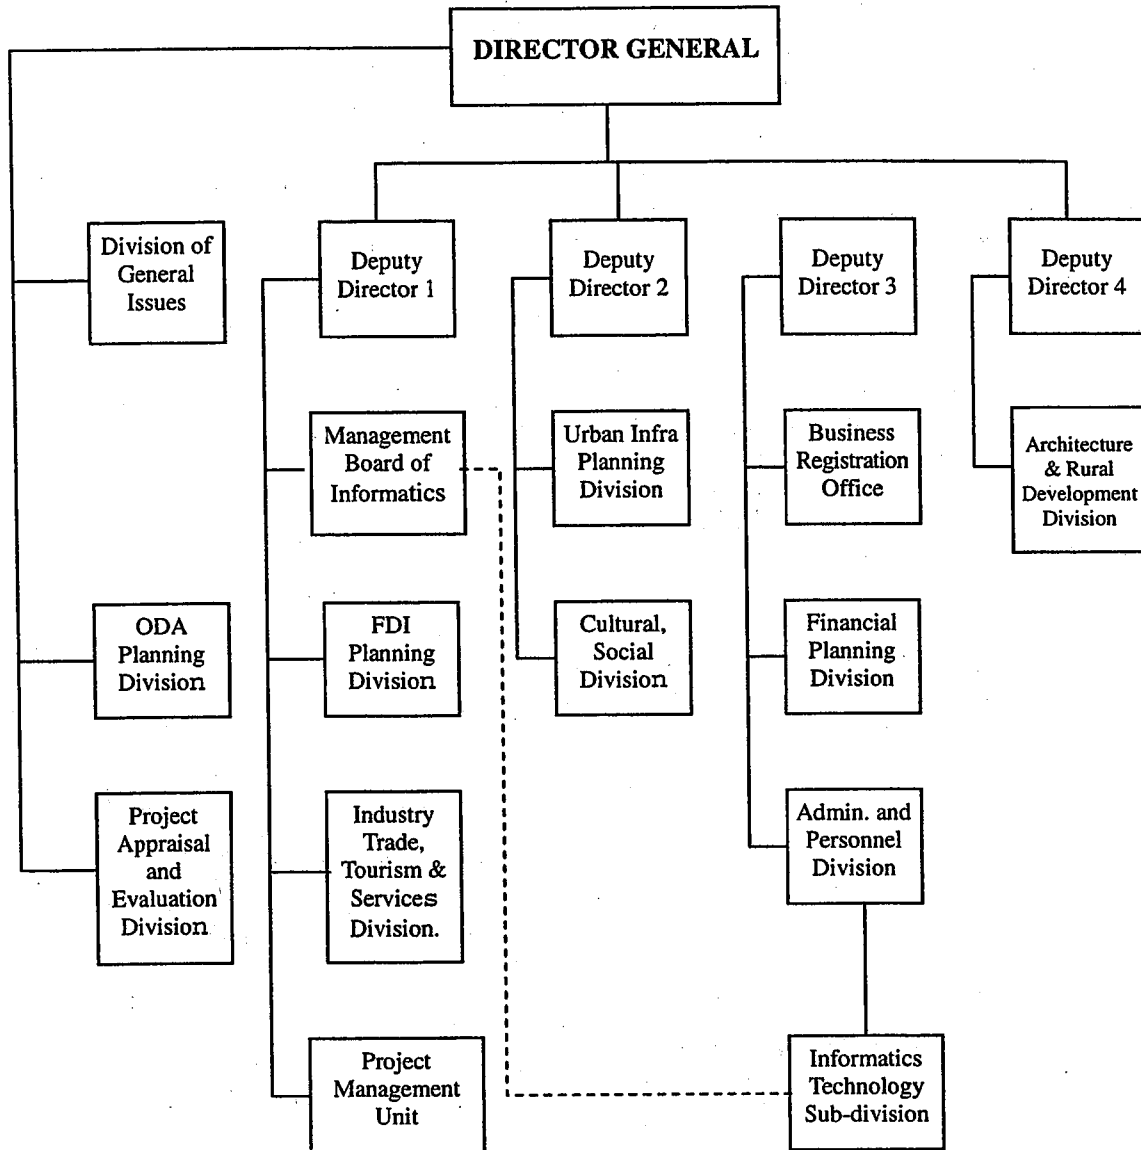 DIRECTOR GENERAL
Division of
General
Issues
Deputy
Director 1
Deputy
Director 2
Deputy
Director 3
Deputy
Director 4
Management
Board of
Informatics
Urban Infra
Planning
Division
Business
Registration
Office
Architecture
& Rural
Development
Division
ODA
Planning
Division
FDI
Planning
Division
Cultural,
Social
Division
Financial
Planning
Division
Project
Appraisal
and
Evaluation
Division
Industry
Trade,
Tourism &
Services
Division.
Admin. and
Personnel
Division
Project
Management
Unit
Informatics
Technology
Sub-division